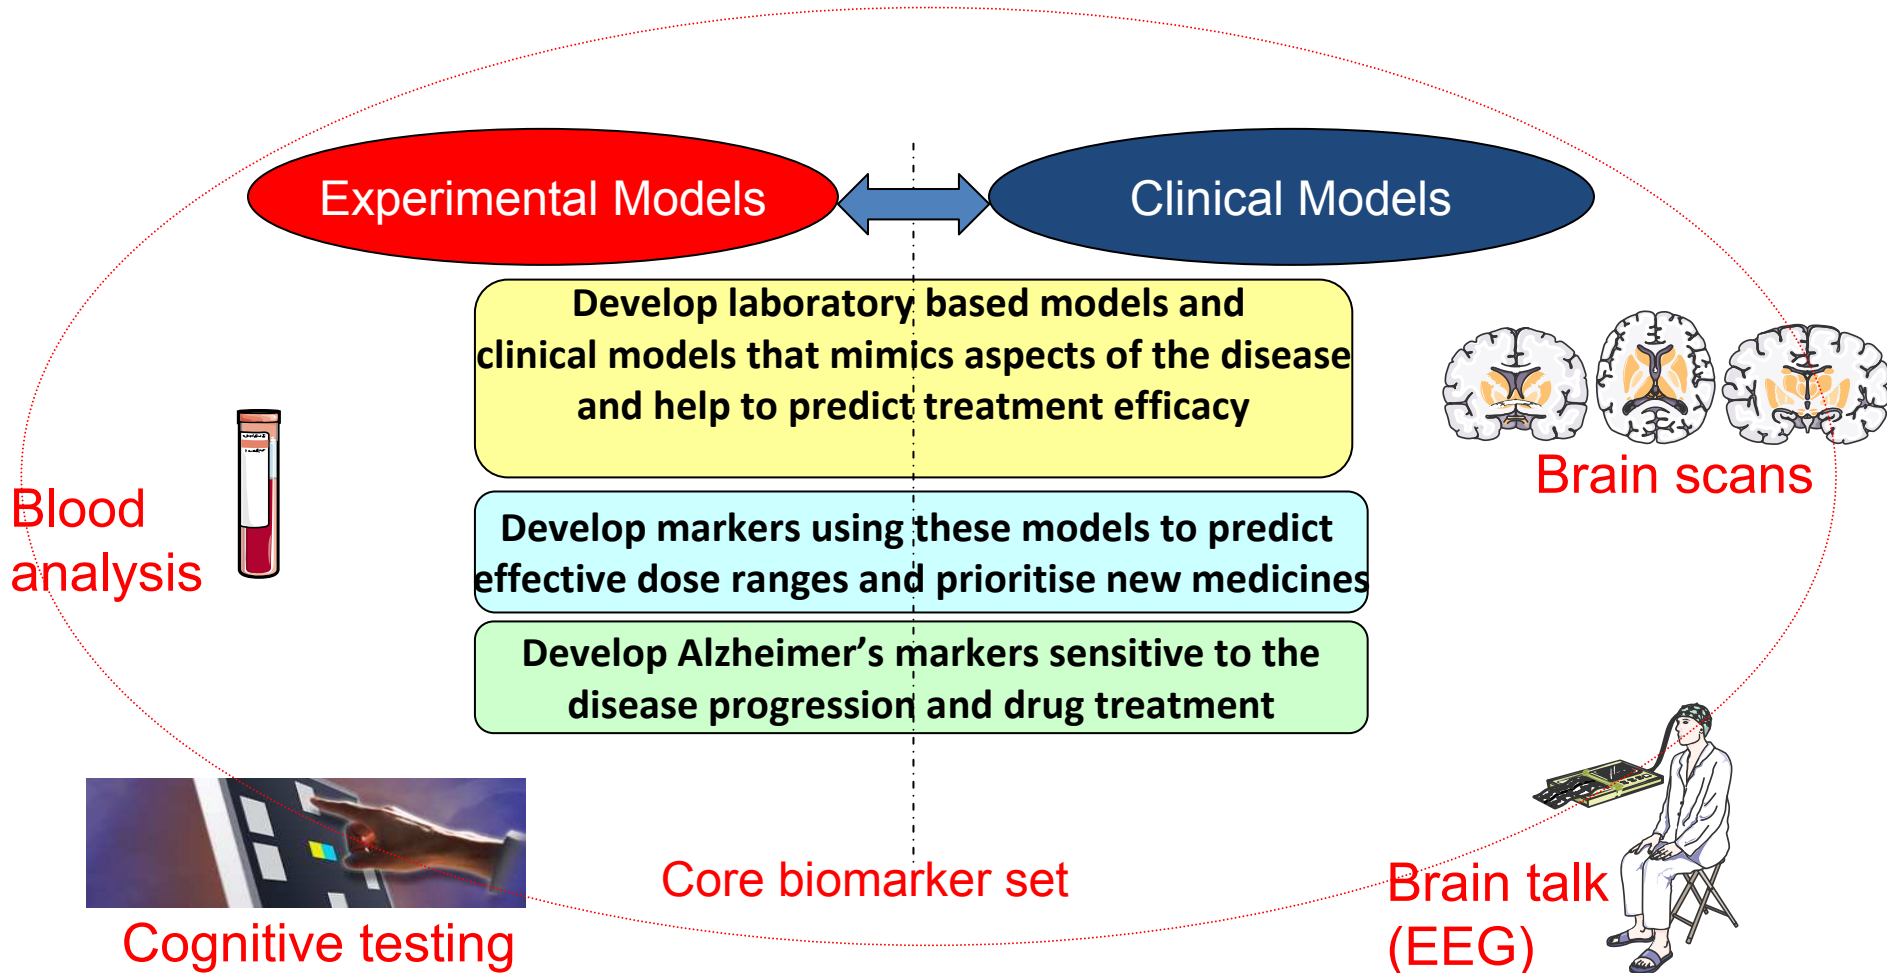 Experimental Models
Clinical Models
Develop laboratory based models and
clinical models that mimics aspects of the disease
and help to predict treatment efficacy
Brain scans
Blood
analysis
Develop markers using these models to predict
effective dose ranges and prioritise new medicines
Develop Alzheimer’s markers sensitive to the
disease progression and drug treatment
Core biomarker set
Cognitive testing
Brain talk
(EEG)